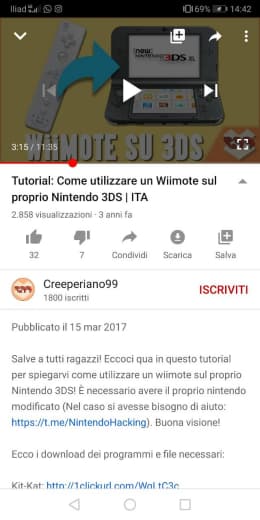 Iliad 69% 14:42
new
NINTENDO 3DS XL
3:15 / 11:35
WiiMOTE SU 3DS
Tutorial: Come utilizzare un Wiimote sul
proprio Nintendo 3DS | ITA
2.858 visualizzazioni · 3 anni fa
32 7 Condividi Scarica Salva
Creeperiano99
1800 iscritti
ISCRIVITI
Pubblicato il 15 mar 2017
Salve a tutti ragazzi! Eccoci qua in questo tutorial
per spiegarvi come utilizzare un wiimote sul proprio
Nintendo 3DS! È necessario avere il proprio nintendo
modificato (Nel caso si avesse bisogno di aiuto:
https://t.me/NintendoHacking). Buona visione!
Ecco i download dei programmi e file necessari:
Kit-Kat: http://1clickurl.com/WgLtC3c